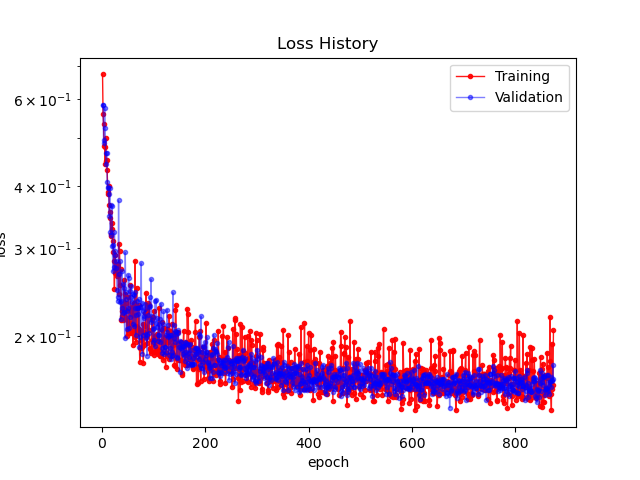 Loss History
Training
Validation
6 × 10⁻¹
4 × 10⁻¹
3 × 10⁻¹
2 × 10⁻¹
loss
0 200 400 600 800
epoch